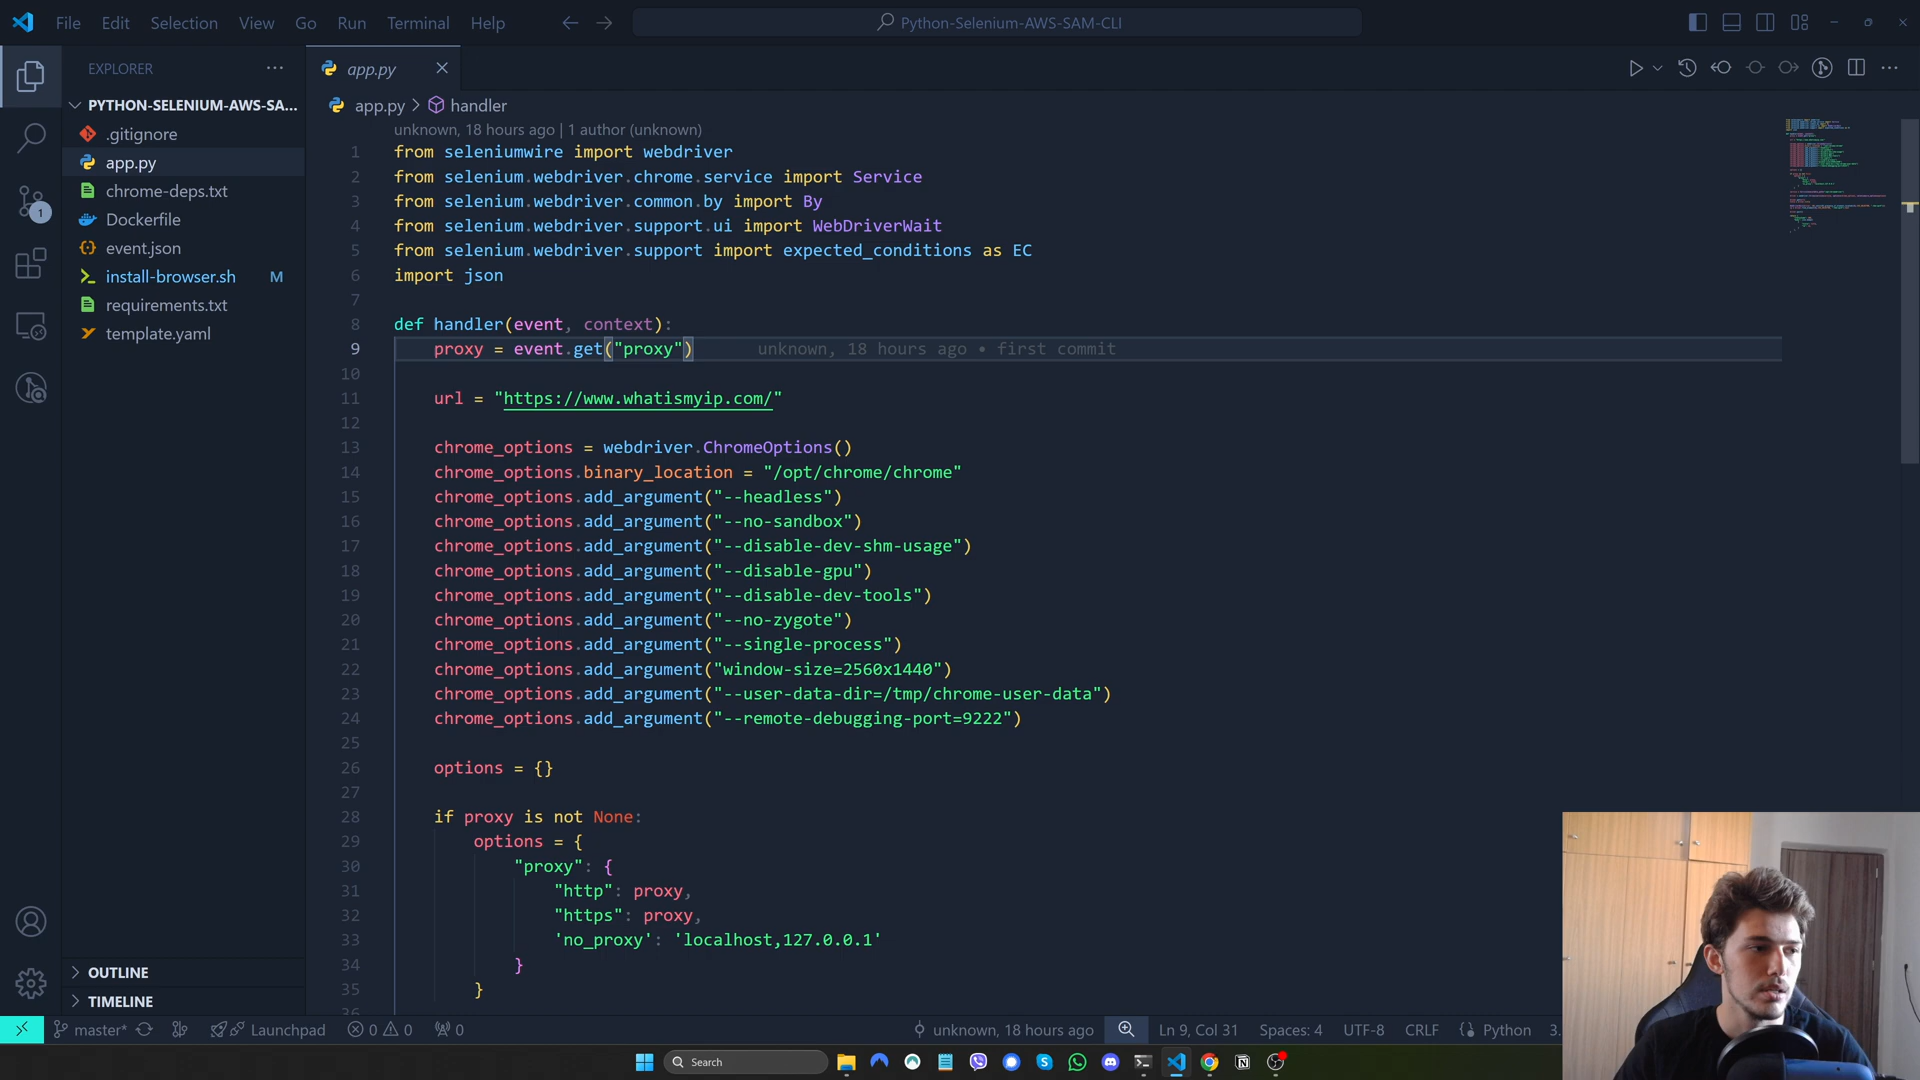 File Edit Selection View Go Run Terminal Help
Python-Selenium-AWS-SAM-CLI
EXPLORER
PYTHON-SELENIUM-AWS-SA...
.gitignore
app.py
chrome-deps.txt
Dockerfile
event.json
install-browser.sh M
requirements.txt
template.yaml
1
OUTLINE
TIMELINE
app.py
app.py > handler
unknown, 18 hours ago | 1 author (unknown)
1 from seleniumwire import webdriver
2 from selenium.webdriver.chrome.service import Service
3 from selenium.webdriver.common.by import By
4 from selenium.webdriver.support.ui import WebDriverWait
5 from selenium.webdriver.support import expected_conditions as EC
6 import json
7
8 def handler(event, context):
9 proxy = event.get("proxy") unknown, 18 hours ago • first commit
10
11 url = "https://www.whatismyip.com/"
12
13 chrome_options = webdriver.ChromeOptions()
14 chrome_options.binary_location = "/opt/chrome/chrome"
15 chrome_options.add_argument("--headless")
16 chrome_options.add_argument("--no-sandbox")
17 chrome_options.add_argument("--disable-dev-shm-usage")
18 chrome_options.add_argument("--disable-gpu")
19 chrome_options.add_argument("--disable-dev-tools")
20 chrome_options.add_argument("--no-zygote")
21 chrome_options.add_argument("--single-process")
22 chrome_options.add_argument("window-size=2560x1440")
23 chrome_options.add_argument("--user-data-dir=/tmp/chrome-user-data")
24 chrome_options.add_argument("--remote-debugging-port=9222")
25
26 options = {}
27
28 if proxy is not None:
29 options = {
30 "proxy": {
31 "http": proxy,
32 "https": proxy,
33 'no_proxy': 'localhost,127.0.0.1'
34 }
35 }
36
master* Launchpad 0 0 0 unknown, 18 hours ago Ln 9, Col 31 Spaces: 4 UTF-8 CRLF Python 3.
Search